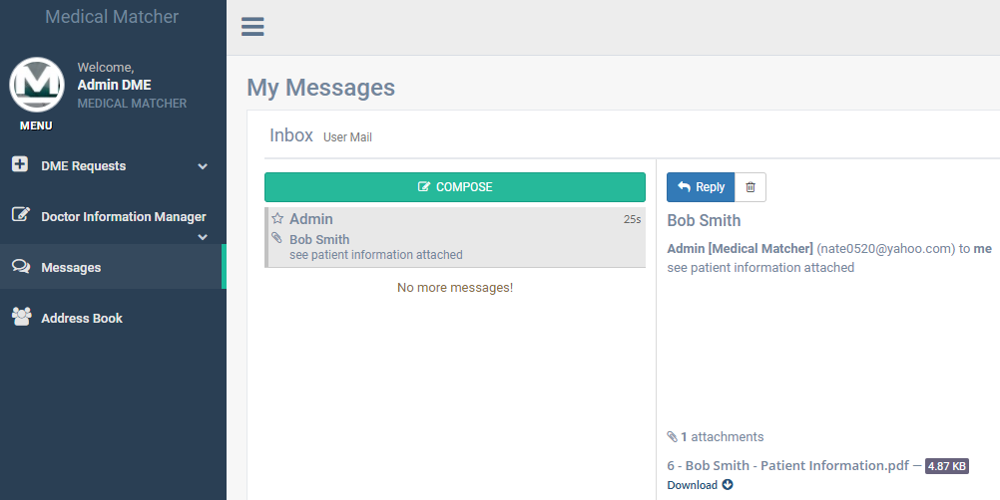 Medical Matcher
Welcome,
Admin DME
MEDICAL MATCHER
MENU
DME Requests
Doctor Information Manager
Messages
Address Book
My Messages
Inbox User Mail
COMPOSE
Admin 25s
Bob Smith
see patient information attached
No more messages!
Reply
Bob Smith
Admin [Medical Matcher] (nate0520@yahoo.com) to me
see patient information attached
1 attachments
6 - Bob Smith - Patient Information.pdf — 4.87 KB
Download